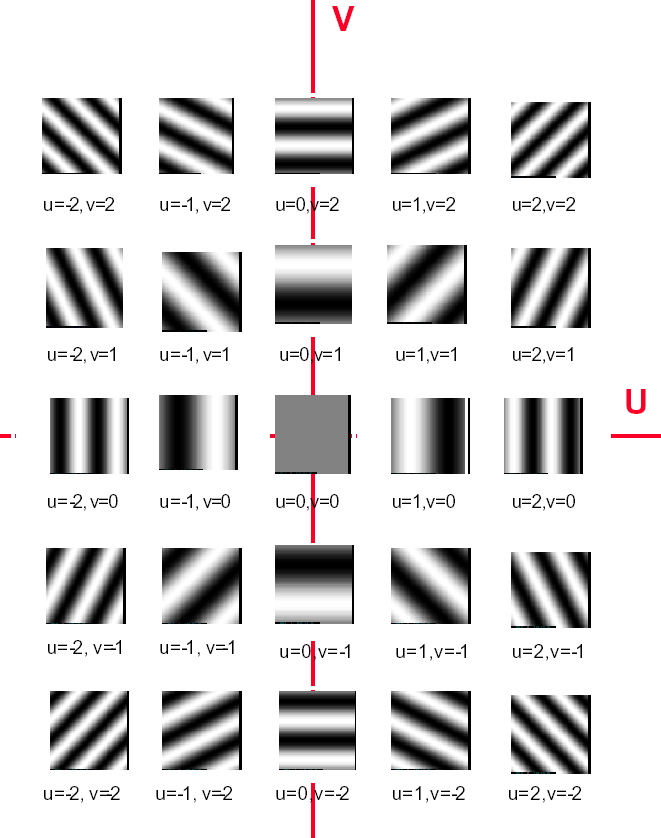 V
u=-2, v=2
u=-1, v=2
u=0,v=2
u=1,v=2
u=2,v=2
u=-2, v=1
u=-1, v=1
u=0,v=1
u=1,v=1
u=2,v=1
U
u=-2, v=0
u=-1, v=0
u=0,v=0
u=1,v=0
u=2,v=0
u=-2, v=-1
u=-1, v=-1
u=0,v=-1
u=1,v=-1
u=2,v=-1
u=-2, v=-2
u=-1, v=-2
u=0,v=-2
u=1,v=-2
u=2,v=-2